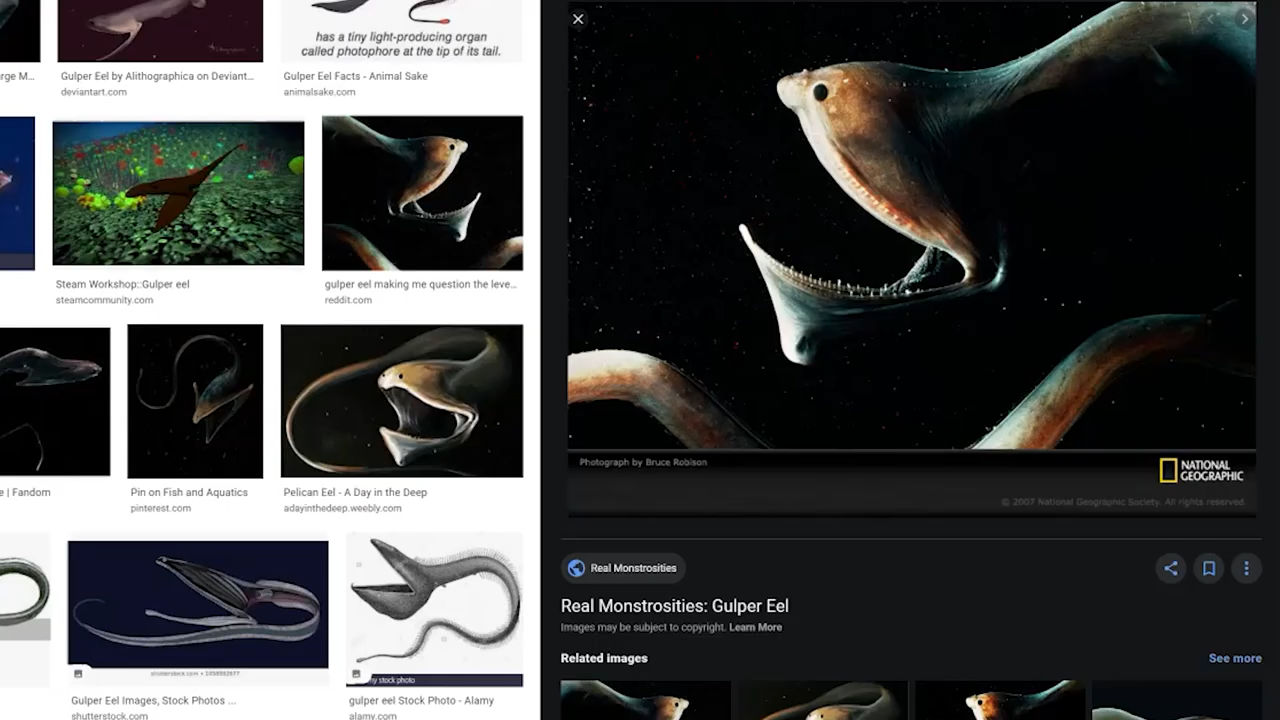 has a tiny light-producing organ
called photophore at the tip of its tail.
arge M...
Gulper Eel by Alithographica on Deviant...
deviantart.com
Gulper Eel Facts - Animal Sake
animalsake.com
Steam Workshop::Gulper eel
steamcommunity.com
gulper eel making me question the leve...
reddit.com
e | Fandom
Pin on Fish and Aquatics
pinterest.com
Pelican Eel - A Day in the Deep
adayinthedeep.weebly.com
my stock photo
Gulper Eel Images, Stock Photos ...
shutterstock.com
gulper eel Stock Photo - Alamy
alamy.com
Photograph by Bruce Robison
NATIONAL
GEOGRAPHIC
© 2007 National Geographic Society. All rights reserved.
Real Monstrosities
Real Monstrosities: Gulper Eel
Images may be subject to copyright. Learn More
Related images
See more